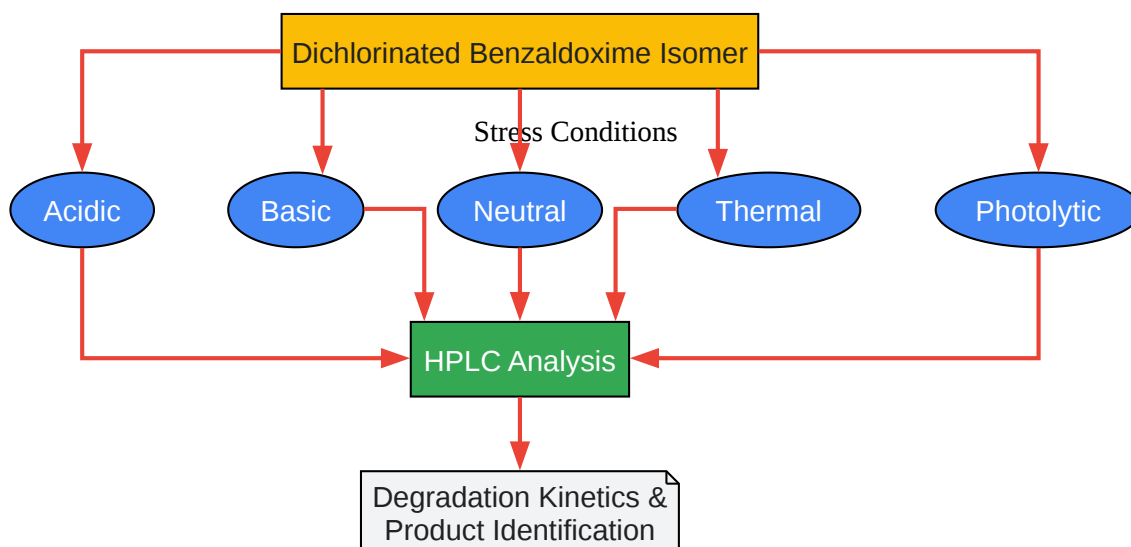 Dichlorinated Benzaldoxime Isomer
Stress Conditions
Acidic
Basic
Neutral
Thermal
Photolytic
HPLC Analysis
Degradation Kinetics &
Product Identification